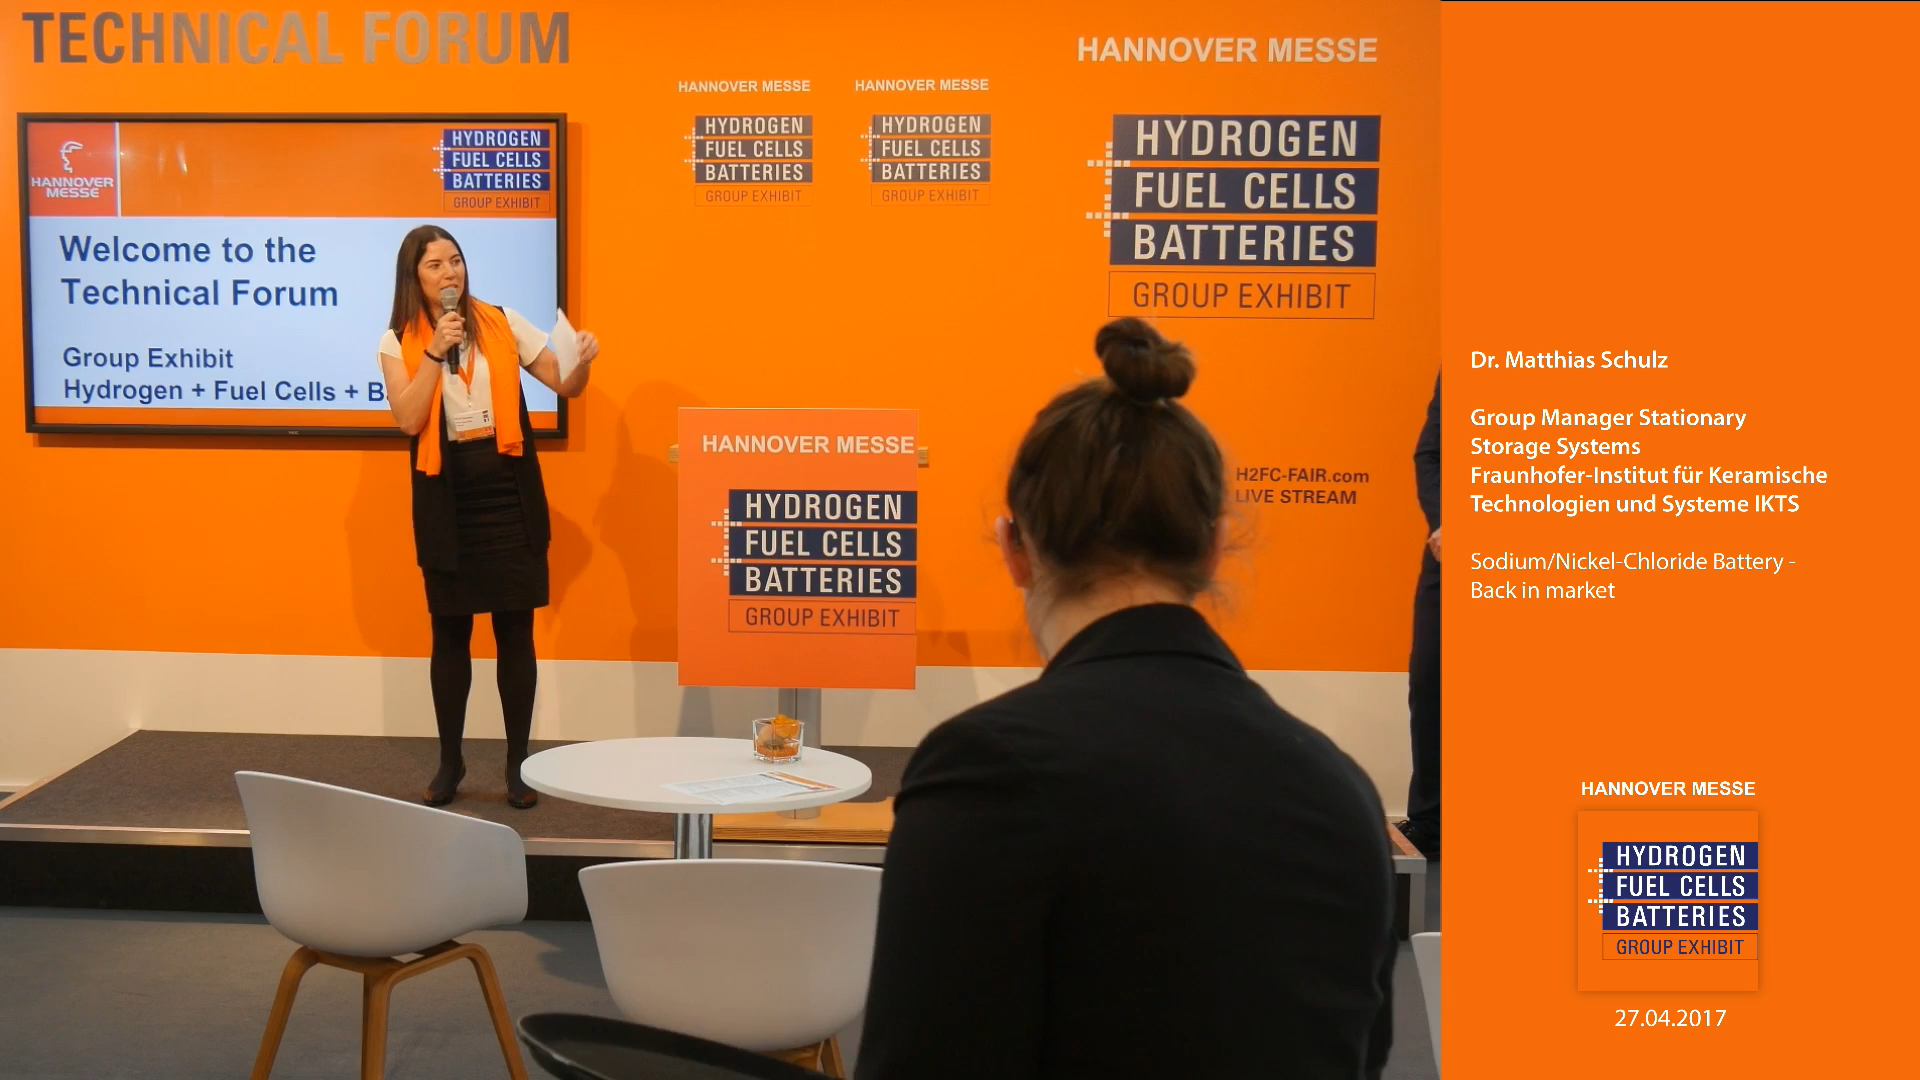 TECHNICAL FORUM
HANNOVER
MESSE
HYDROGEN
FUEL CELLS
BATTERIES
GROUP EXHIBIT
Welcome to the
Technical Forum
Group Exhibit
Hydrogen + Fuel Cells + B
HANNOVER MESSE
HYDROGEN
FUEL CELLS
BATTERIES
GROUP EXHIBIT
HANNOVER MESSE
HYDROGEN
FUEL CELLS
BATTERIES
GROUP EXHIBIT
HANNOVER MESSE
HYDROGEN
FUEL CELLS
BATTERIES
GROUP EXHIBIT
HANNOVER MESSE
HYDROGEN
FUEL CELLS
BATTERIES
GROUP EXHIBIT
H2FC-FAIR.com
LIVE STREAM
Dr. Matthias Schulz
Group Manager Stationary
Storage Systems
Fraunhofer-Institut für Keramische
Technologien und Systeme IKTS
Sodium/Nickel-Chloride Battery -
Back in market
HANNOVER MESSE
HYDROGEN
FUEL CELLS
BATTERIES
GROUP EXHIBIT
27.04.2017